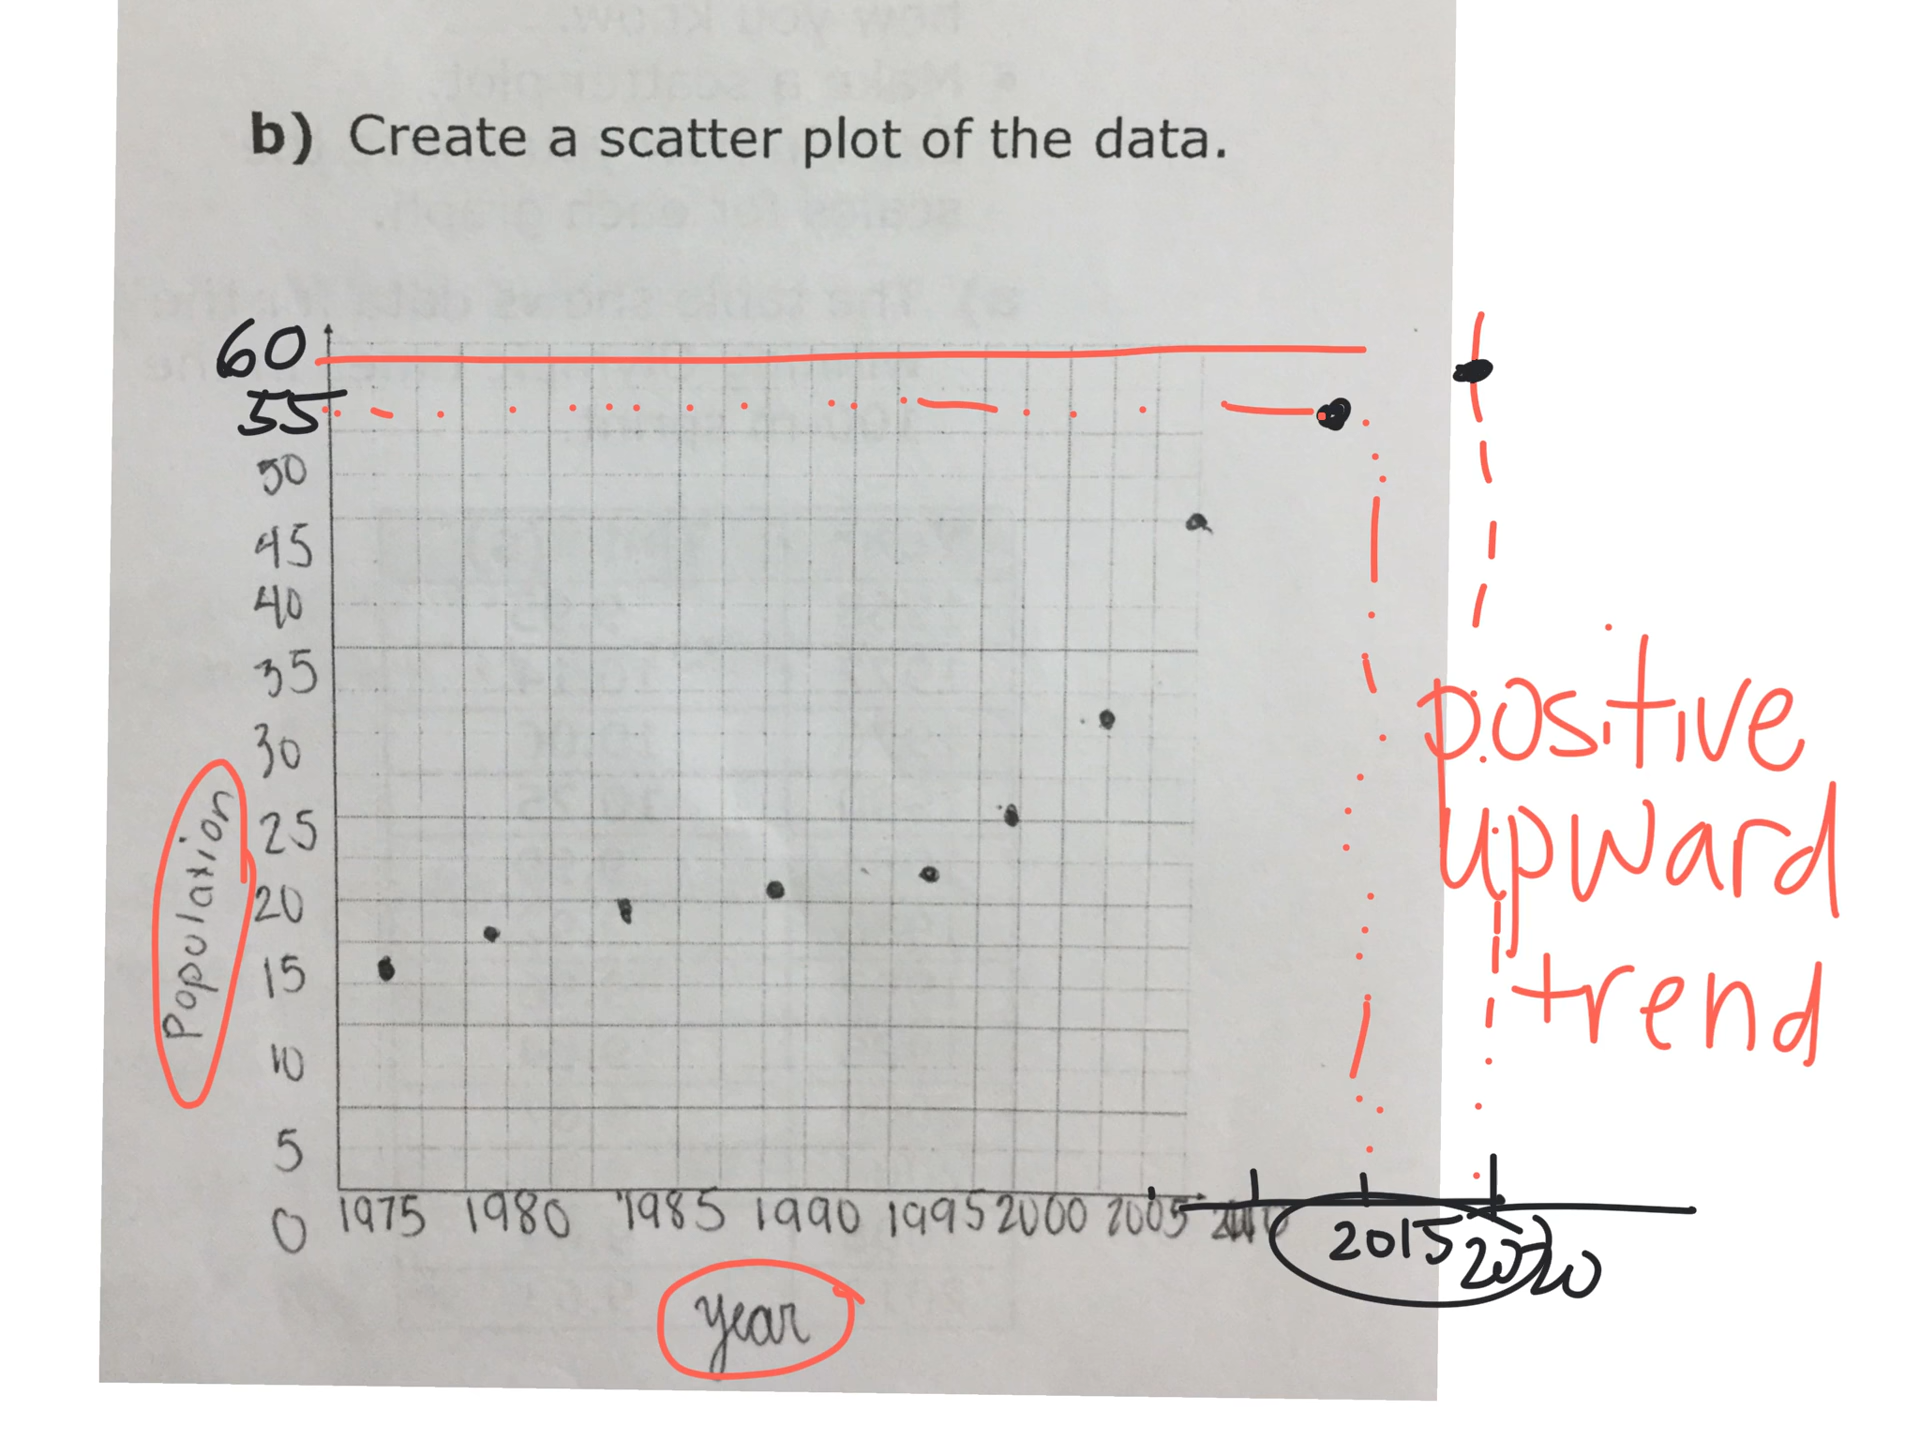 b) Create a scatter plot of the data.
60
55
50
45
40
35
30
25
20
15
10
5
0
Population
1975 1980 1985 1990 1995 2000 2005 2015 2020
year
positive
upward
trend